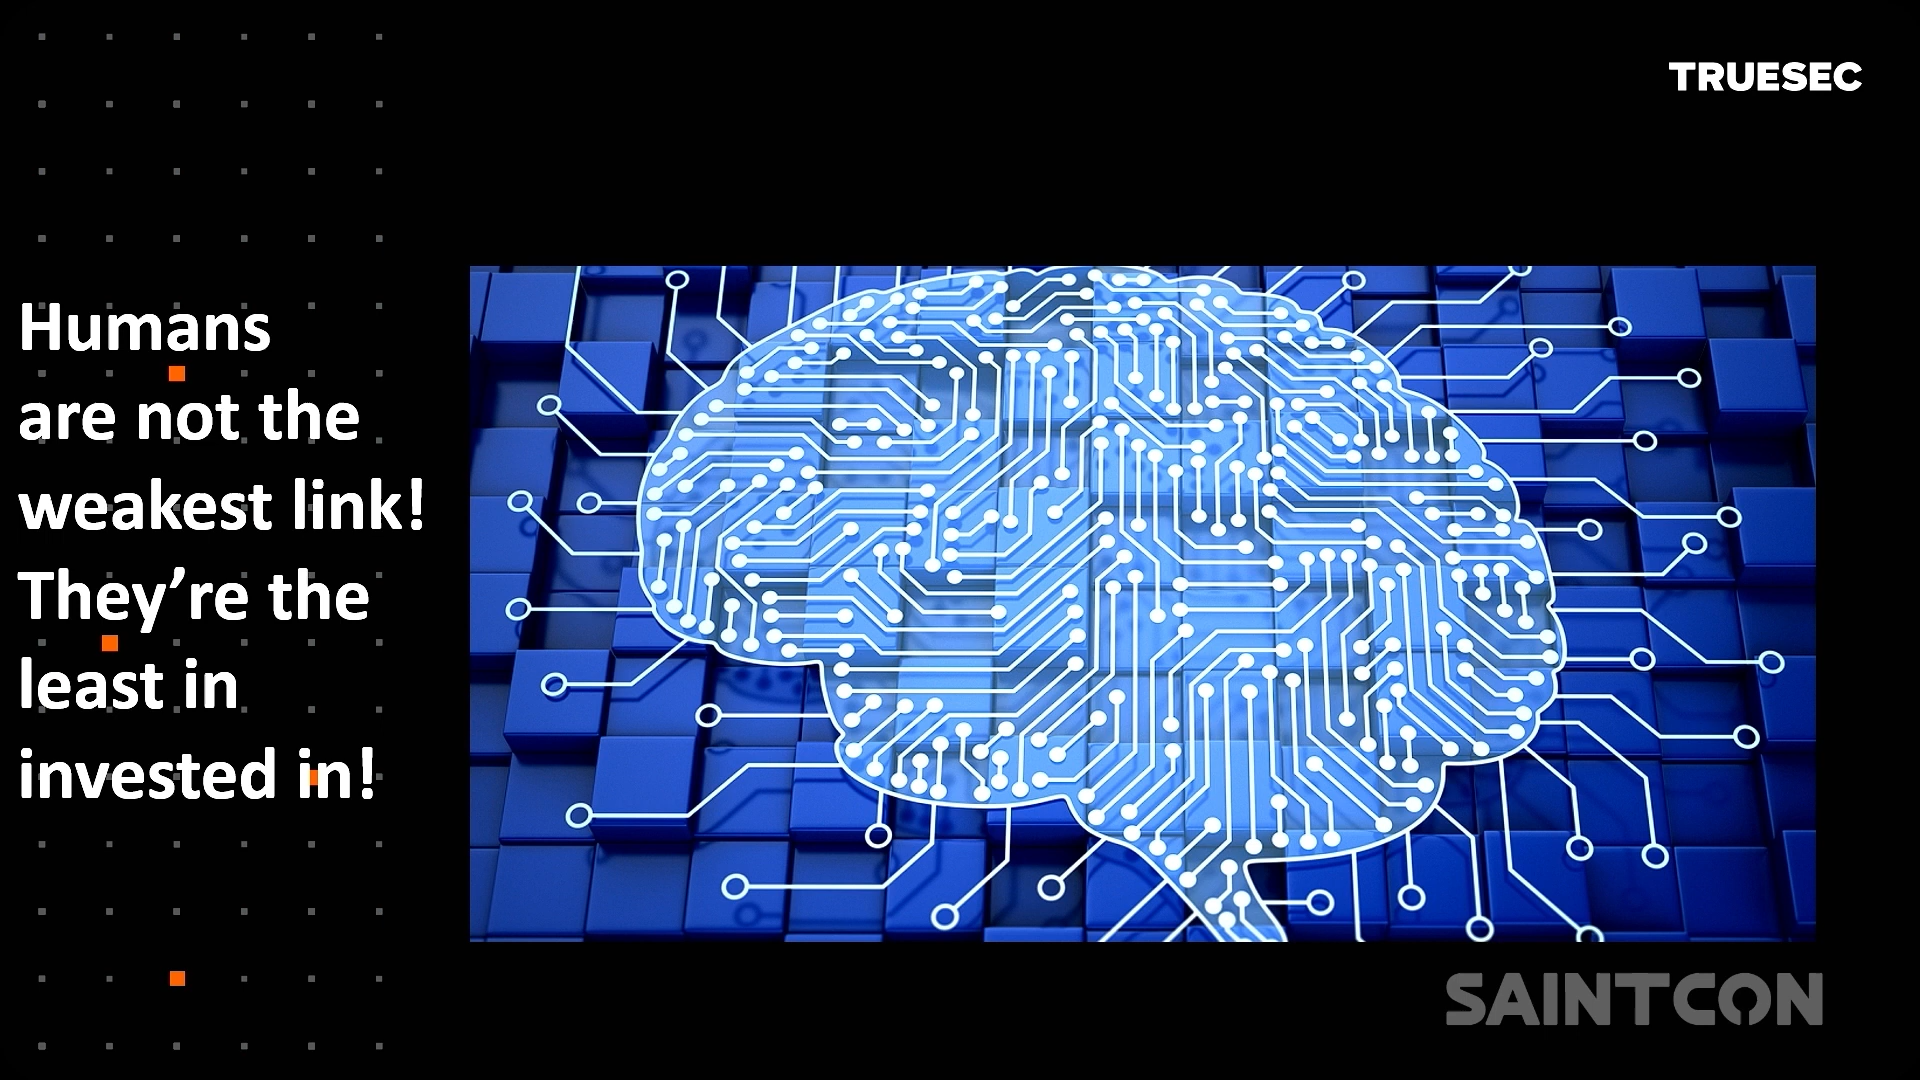 TRUESEC
Humans
are not the
weakest link!
They’re the
least in
invested in!
SAINTCON